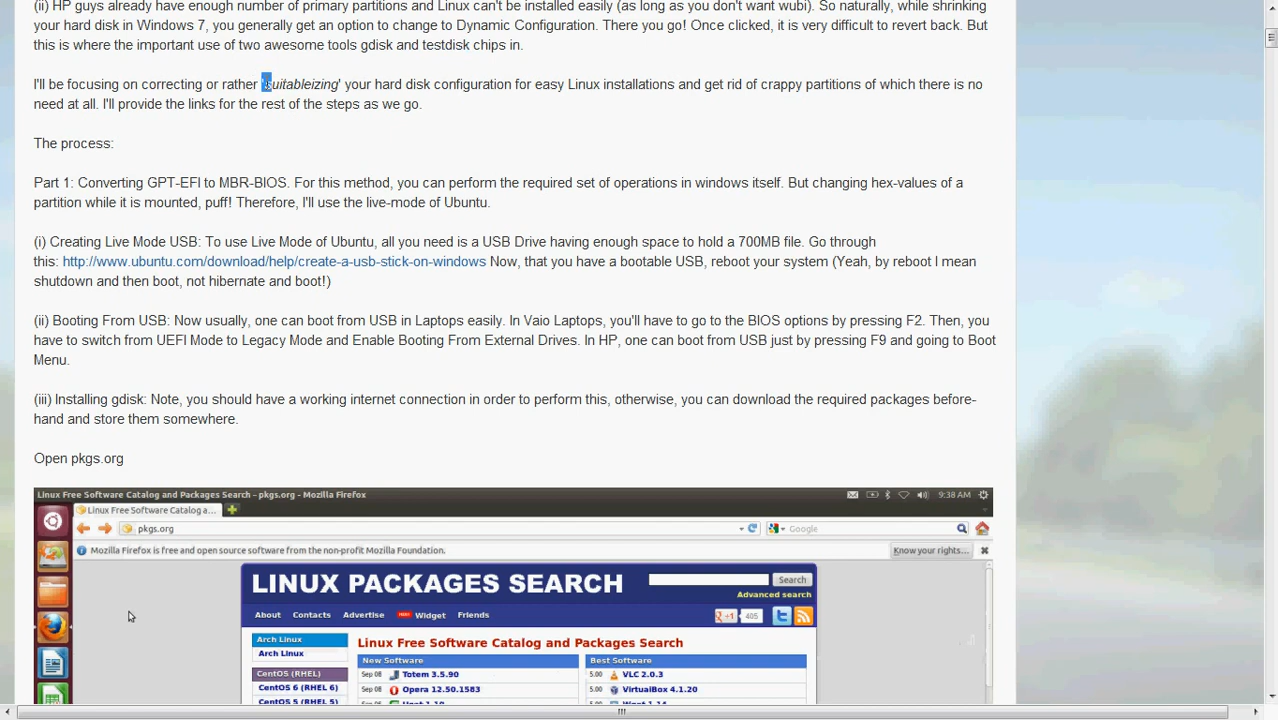 (ii) HP guys already have enough number of primary partitions and Linux can't be installed easily (as long as you don't want wubi). So naturally, while shrinking
your hard disk in Windows 7, you generally get an option to change to Dynamic Configuration. There you go! Once clicked, it is very difficult to revert back. But
this is where the important use of two awesome tools gdisk and testdisk chips in.
I'll be focusing on correcting or rather 'suitableizing' your hard disk configuration for easy Linux installations and get rid of crappy partitions of which there is no
need at all. I'll provide the links for the rest of the steps as we go.
The process:
Part 1: Converting GPT-EFI to MBR-BIOS. For this method, you can perform the required set of operations in windows itself. But changing hex-values of a
partition while it is mounted, puff! Therefore, I'll use the live-mode of Ubuntu.
(i) Creating Live Mode USB: To use Live Mode of Ubuntu, all you need is a USB Drive having enough space to hold a 700MB file. Go through
this: http://www.ubuntu.com/download/help/create-a-usb-stick-on-windows Now, that you have a bootable USB, reboot your system (Yeah, by reboot I mean
shutdown and then boot, not hibernate and boot!)
(ii) Booting From USB: Now usually, one can boot from USB in Laptops easily. In Vaio Laptops, you'll have to go to the BIOS options by pressing F2. Then, you
have to switch from UEFI Mode to Legacy Mode and Enable Booting From External Drives. In HP, one can boot from USB just by pressing F9 and going to Boot
Menu.
(iii) Installing gdisk: Note, you should have a working internet connection in order to perform this, otherwise, you can download the required packages before-
hand and store them somewhere.
Open pkgs.org
Linux Free Software Catalog and Packages Search - pkgs.org - Mozilla Firefox 9:38 AM
Linux Free Software Catalog a...
pkgs.org Google
Mozilla Firefox is free and open source software from the non-profit Mozilla Foundation. Know your rights...
LINUX PACKAGES SEARCH Search
Advanced search
About Contacts Advertise Widget Friends +1 405
Arch Linux Linux Free Software Catalog and Packages Search
Arch Linux New Software Best Software
CentOS (RHEL) Sep 08 Totem 3.5.90 5.00 VLC 2.0.3
CentOS 6 (RHEL 6) Sep 08 Opera 12.50.1583 5.00 VirtualBox 4.1.20